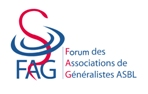 Forum des
Associations de
Généralistes ASBL
FAG